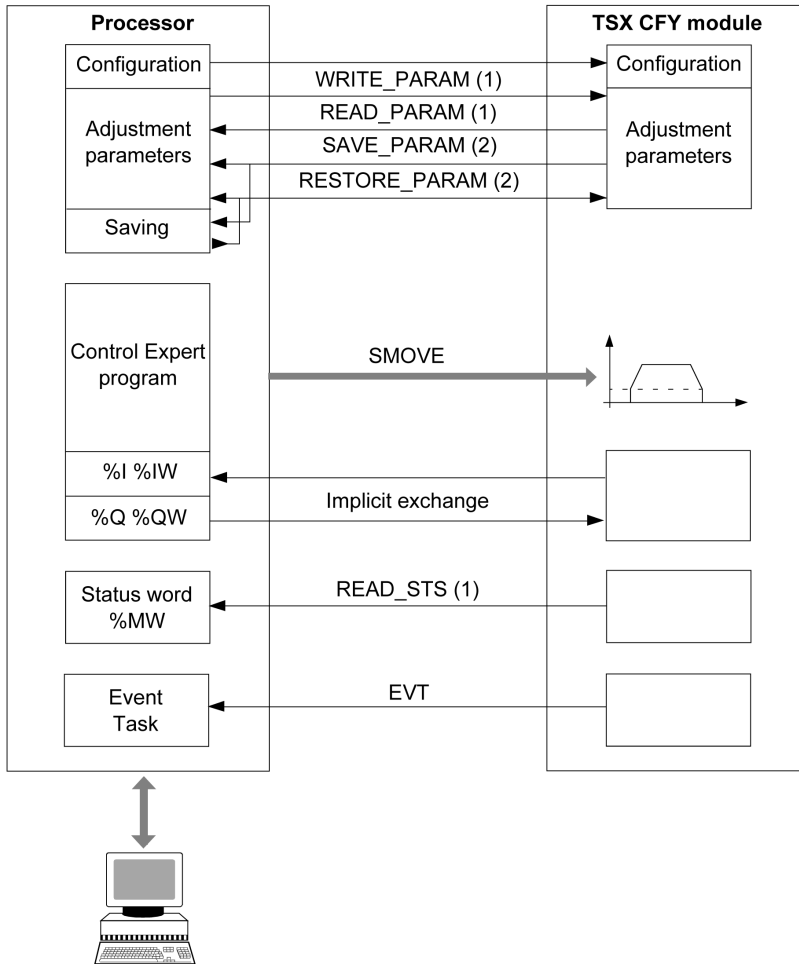 Processor
TSX CFY module
Configuration
Configuration
WRITE_PARAM (1)
READ_PARAM (1)
Adjustment
parameters
Adjustment
parameters
SAVE_PARAM (2)
RESTORE_PARAM (2)
Saving
Control Expert
program
SMOVE
%I %IW
Implicit exchange
%Q %QW
Status word
%MW
READ_STS (1)
Event
Task
EVT